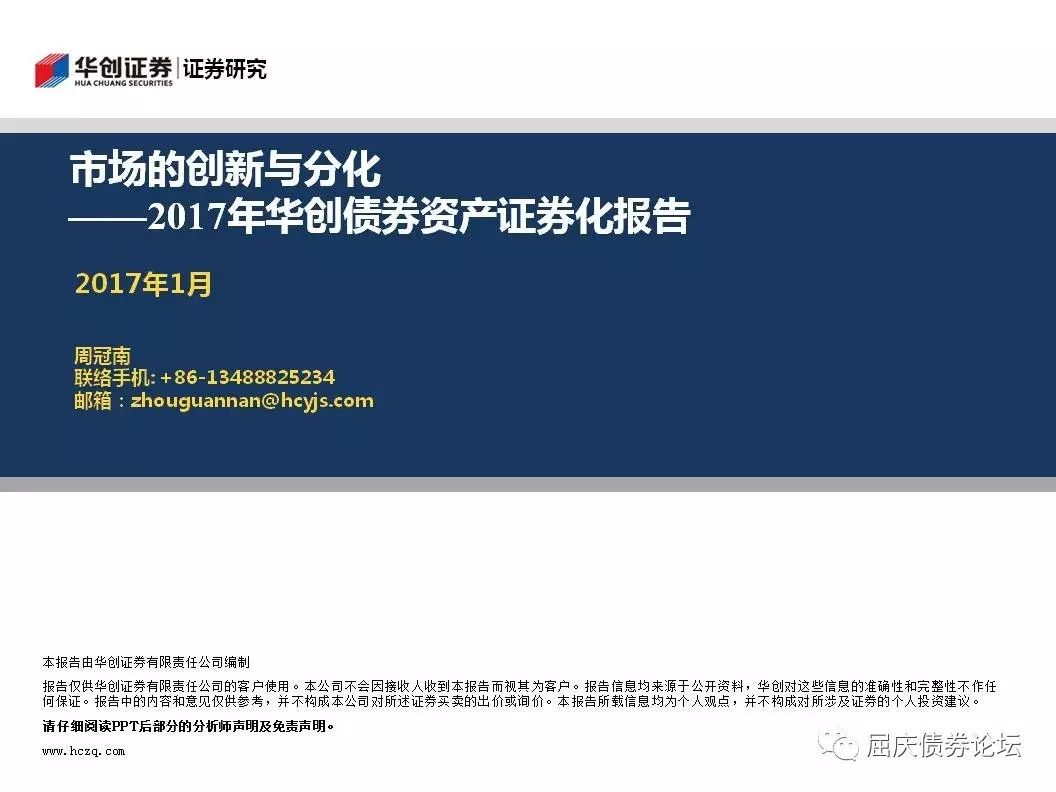 华创证券|证券研究
HUA CHUANG SECURITIES
市场的创新与分化
——2017年华创债券资产证券化报告
2017年1月
周冠南
联络手机: +86-13488825234
邮箱：zhouguannan@hcyjs.com
本报告由华创证券有限责任公司编制
报告仅供华创证券有限责任公司的客户使用。本公司不会因接收人收到本报告而视其为客户。报告信息均来源于公开资料，华创对这些信息的准确性和完整性不作任
何保证。报告中的内容和意见仅供参考，并不构成本公司对所述证券买卖的出价或询价。本报告所载信息均为个人观点，并不构成对所涉及证券的个人投资建议。
请仔细阅读PPT后部分的分析师声明及免责声明。
www.hczq.com
屈庆债券论坛